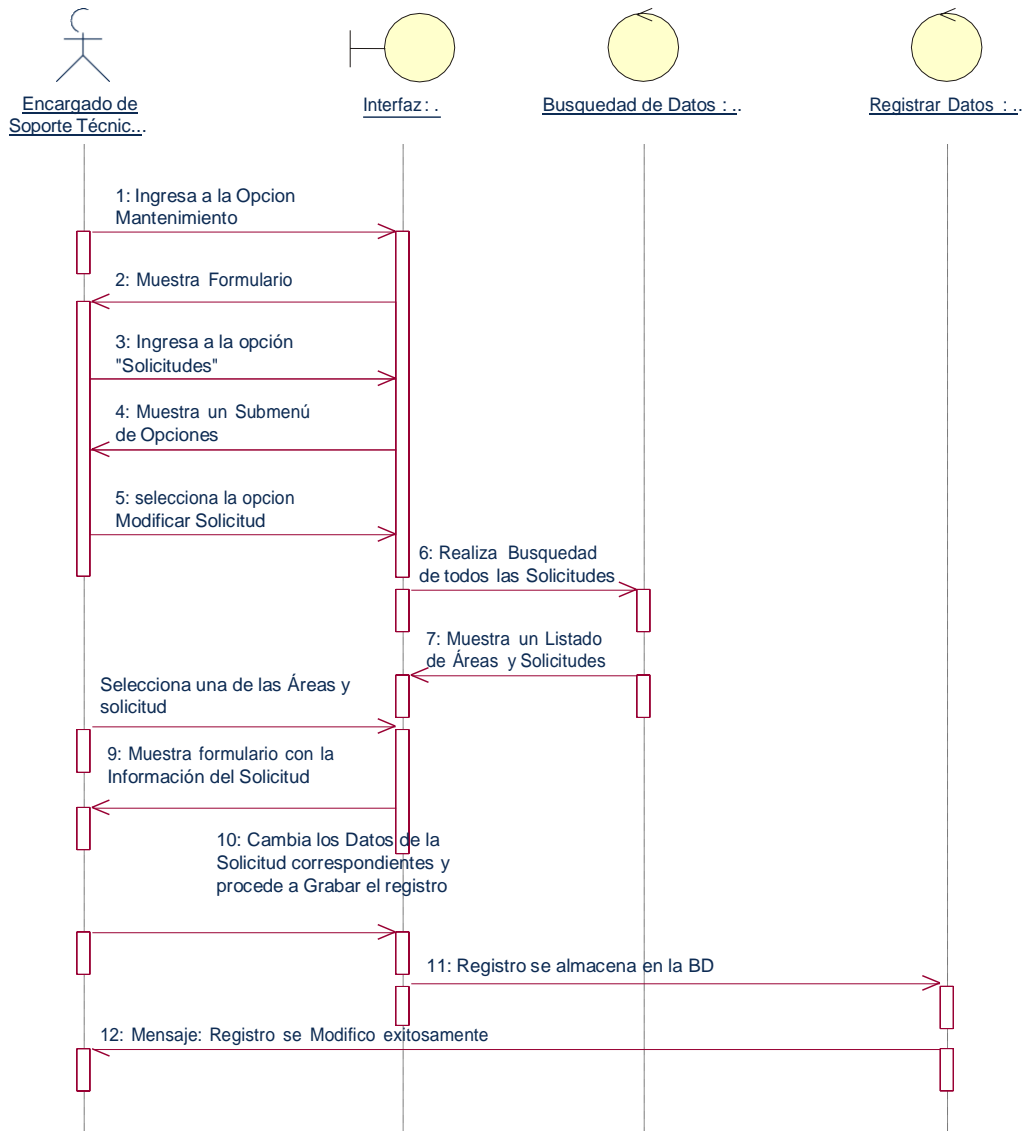 Encargado de
Soporte Técnic...
Interfaz : .
Busquedad de Datos : ..
Registrar Datos : ..
1: Ingresa a la Opcion
Mantenimiento
2: Muestra Formulario
3: Ingresa a la opción
"Solicitudes"
4: Muestra un Submenú
de Opciones
5: selecciona la opcion
Modificar Solicitud
6: Realiza Busquedad
de todos las Solicitudes
7: Muestra un Listado
de Áreas y Solicitudes
Selecciona una de las Áreas y
solicitud
9: Muestra formulario con la
Información del Solicitud
10: Cambia los Datos de la
Solicitud correspondientes y
procede a Grabar el registro
11: Registro se almacena en la BD
12: Mensaje: Registro se Modifico exitosamente